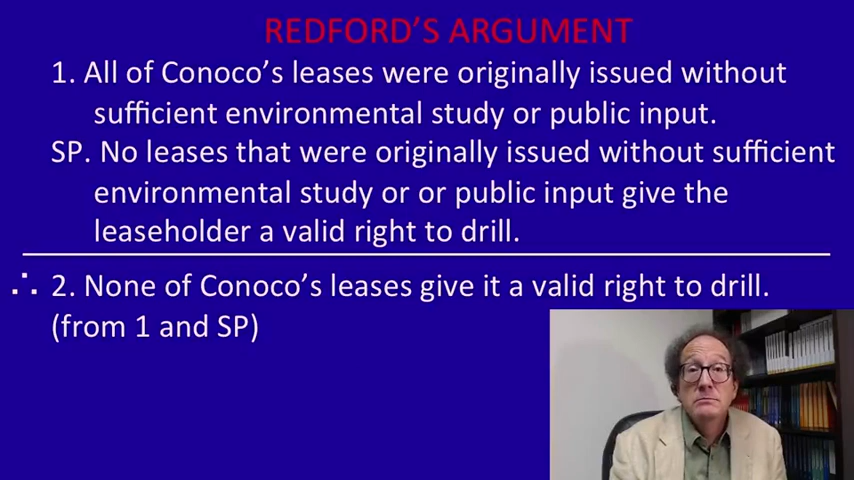 REDFORD'S ARGUMENT
1. All of Conoco's leases were originally issued without
sufficient environmental study or public input.
SP. No leases that were originally issued without sufficient
environmental study or or public input give the
leaseholder a valid right to drill.
∴ 2. None of Conoco's leases give it a valid right to drill.
(from 1 and SP)